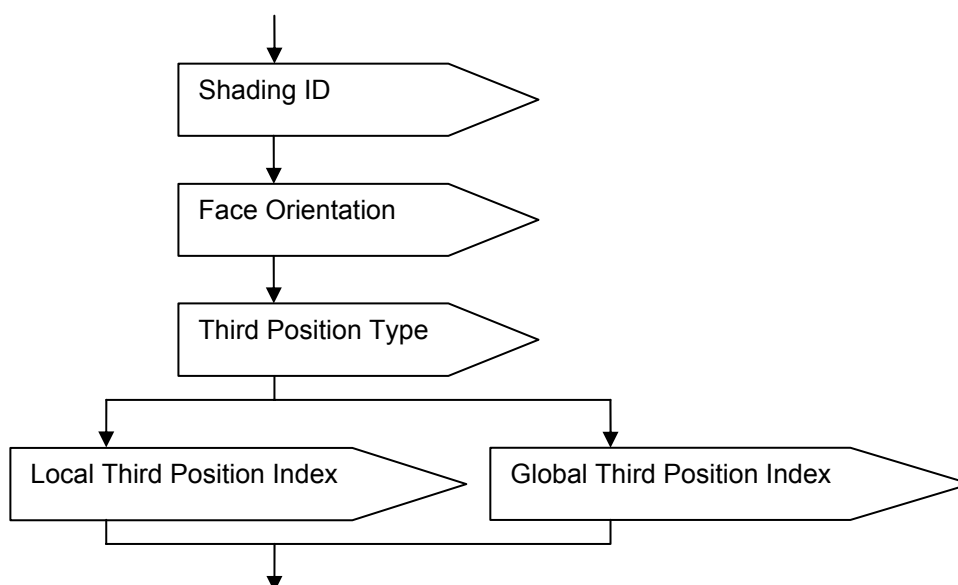 Shading ID
Face Orientation
Third Position Type
Local Third Position Index
Global Third Position Index